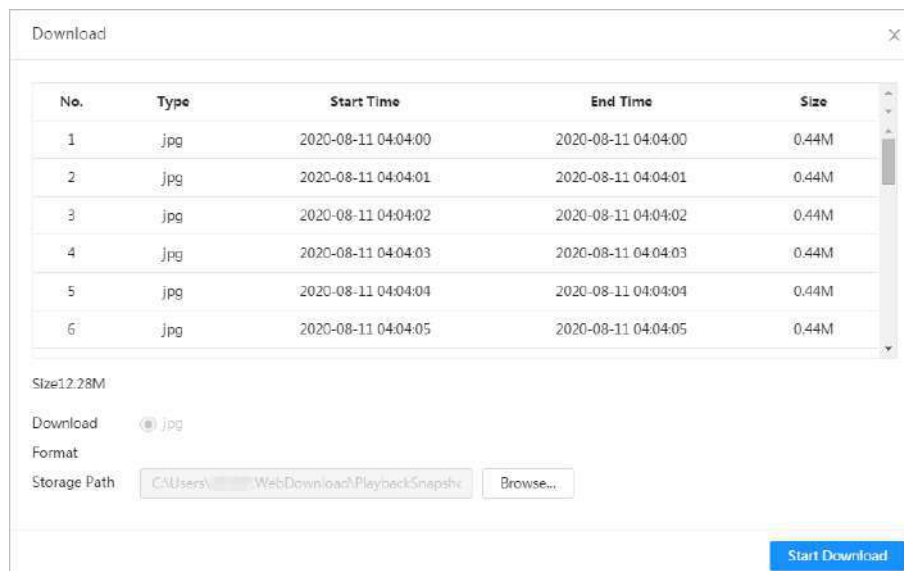 Download
No. Type Start Time End Time Size
1 jpg 2020-08-11 04:04:00 2020-08-11 04:04:00 0.44M
2 jpg 2020-08-11 04:04:01 2020-08-11 04:04:01 0.44M
3 jpg 2020-08-11 04:04:02 2020-08-11 04:04:02 0.44M
4 jpg 2020-08-11 04:04:03 2020-08-11 04:04:03 0.44M
5 jpg 2020-08-11 04:04:04 2020-08-11 04:04:04 0.44M
6 jpg 2020-08-11 04:04:05 2020-08-11 04:04:05 0.44M
Size12.28M
Download jpg
Format
Storage Path C:\Users\ WebDownload\PlaybackSnapsh Browse...
Start Download